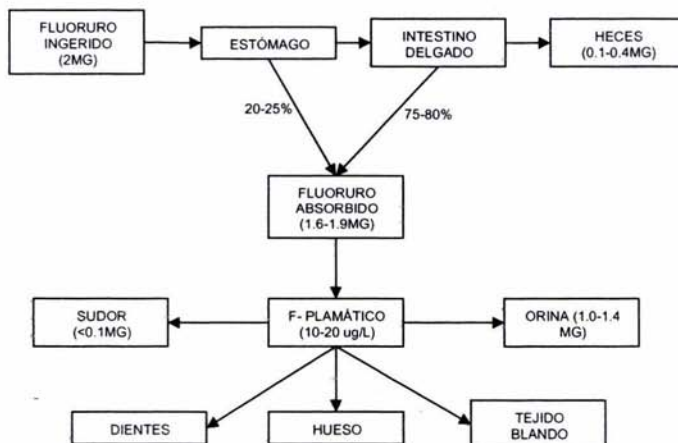 FLUORURO
INGERIDO
(2MG)
ESTÓMAGO
INTESTINO
DELGADO
HECES
(0.1-0.4MG)
20-25%
75-80%
FLUORURO
ABSORBIDO
(1.6-1.9MG)
SUDOR
(<0.1MG)
F- PLAMÀTICO
(10-20 ug/L)
ORINA (1.0-1.4
MG)
DIENTES
HUESO
TEJIDO
BLANDO